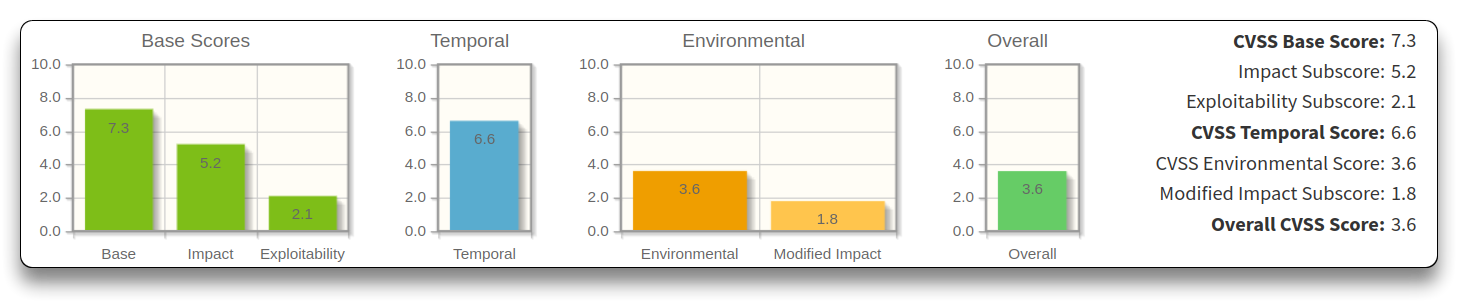 Base Scores
10.0
8.0
6.0
4.0
2.0
0.0
7.3
5.2
2.1
Base Impact Exploitability
Temporal
10.0
8.0
6.0
4.0
2.0
0.0
6.6
Temporal
Environmental
10.0
8.0
6.0
4.0
2.0
0.0
3.6
1.8
Environmental Modified Impact
Overall
10.0
8.0
6.0
4.0
2.0
0.0
3.6
Overall
CVSS Base Score: 7.3
Impact Subscore: 5.2
Exploitability Subscore: 2.1
CVSS Temporal Score: 6.6
CVSS Environmental Score: 3.6
Modified Impact Subscore: 1.8
Overall CVSS Score: 3.6